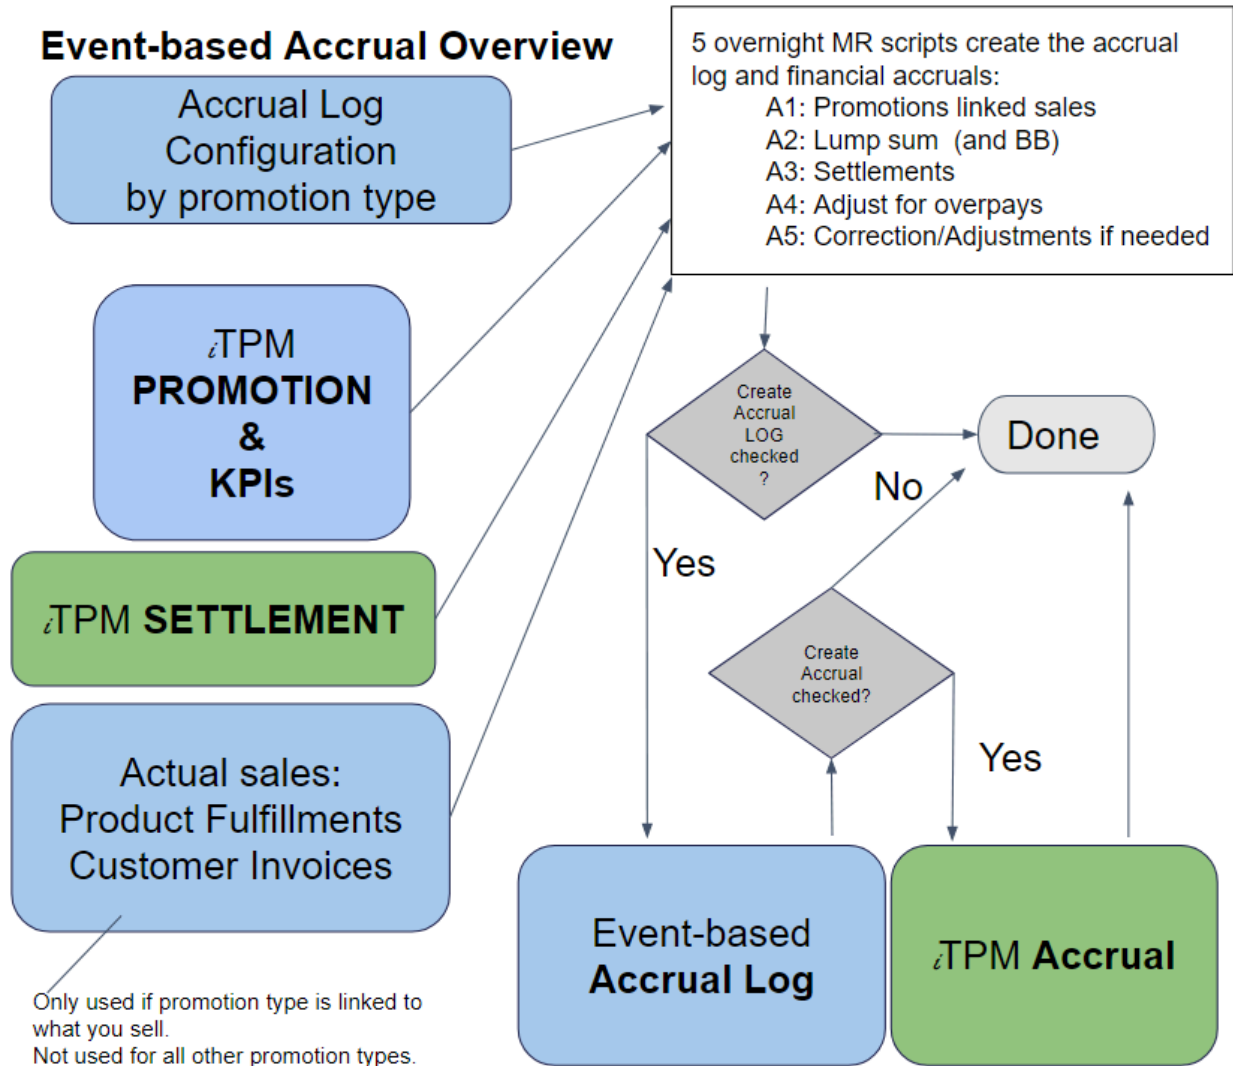 Event-based Accrual Overview
Accrual Log
Configuration
by promotion type
5 overnight MR scripts create the accrual
log and financial accruals:
A1: Promotions linked sales
A2: Lump sum (and BB)
A3: Settlements
A4: Adjust for overpays
A5: Correction/Adjustments if needed
iTPM
PROMOTION
&
KPIs
iTPM SETTLEMENT
Actual sales:
Product Fulfillments
Customer Invoices
Only used if promotion type is linked to
what you sell.
Not used for all other promotion types.
Create
Accrual
LOG
checked
?
No
Done
Yes
Create
Accrual
checked?
Yes
Event-based
Accrual Log
iTPM Accrual